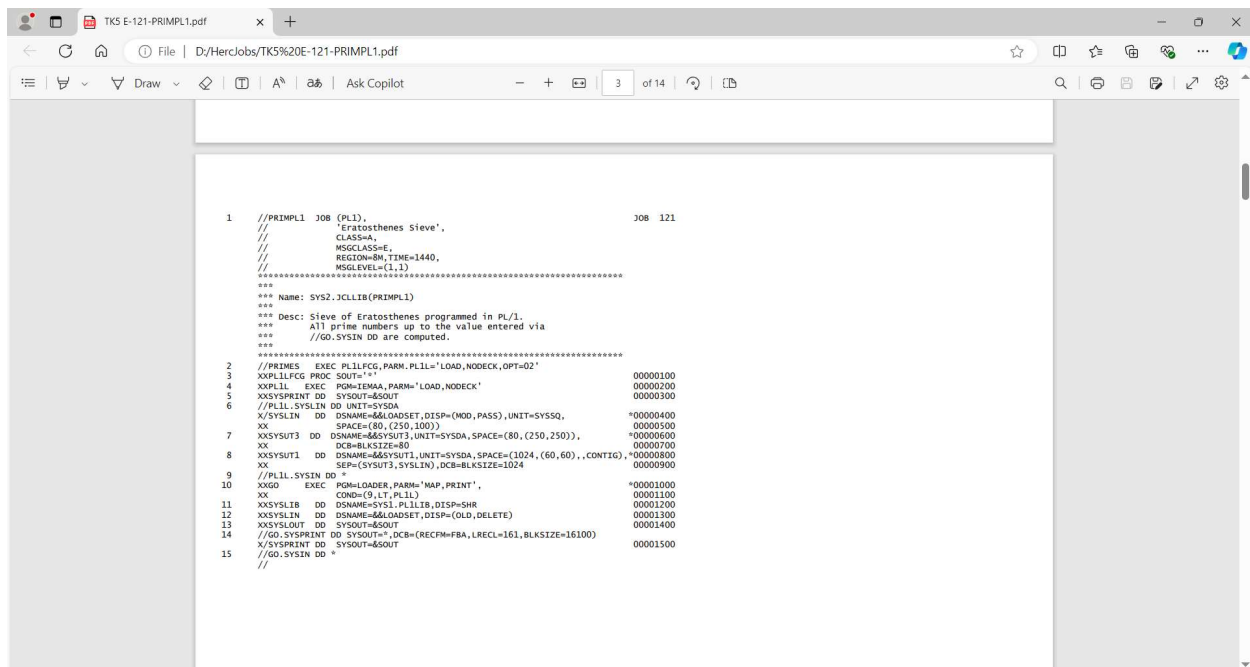 TK5 E-121-PRIMPL1.pdf
File D:/HercJobs/TK5%20E-121-PRIMPL1.pdf
Draw Ask Copilot 3 of 14
1 //PRIMPL1 JOB (PL1), JOB 121
// 'Eratosthenes Sieve',
// CLASS=A,
// MSGCLASS=E,
// REGION=8M,TIME=1440,
// MSGLEVEL=(1,1)
**********************************************************************
***
*** Name: SYS2.JCLLIB(PRIMPL1)
***
*** Desc: Sieve of Eratosthenes programmed in PL/1.
*** All prime numbers up to the value entered via
*** //GO.SYSIN DD are computed.
***
**********************************************************************
2 //PRIMES EXEC PL1LFCG,PARM.PL1L='LOAD,NODECK,OPT=02'
3 XXPL1LFCG PROC SOUT='*' 00000100
4 XXPL1L EXEC PGM=IEMAA,PARM='LOAD,NODECK' 00000200
5 XXSYSPRINT DD SYSOUT=&SOUT 00000300
6 //PL1L.SYSLIN DD UNIT=SYSDA
X/SYSLIN DD DSNAME=&&LOADSET,DISP=(MOD,PASS),UNIT=SYSSQ, *00000400
XX SPACE=(80,(250,100)) 00000500
7 XXSYSUT3 DD DSNAME=&&SYSUT3,UNIT=SYSDA,SPACE=(80,(250,250)), *00000600
XX DCB=BLKSIZE=80 00000700
8 XXSYSUT1 DD DSNAME=&&SYSUT1,UNIT=SYSDA,SPACE=(1024,(60,60),,CONTIG),*00000800
XX SEP=(SYSUT3,SYSLIN),DCB=BLKSIZE=1024 00000900
9 //PL1L.SYSIN DD *
10 XXGO EXEC PGM=LOADER,PARM='MAP,PRINT', *00001000
XX COND=(9,LT,PL1L) 00001100
11 XXSYSLIB DD DSNAME=SYS1.PL1LIB,DISP=SHR 00001200
12 XXSYSLIN DD DSNAME=&&LOADSET,DISP=(OLD,DELETE) 00001300
13 XXSYSLOUT DD SYSOUT=&SOUT 00001400
14 //GO.SYSPRINT DD SYSOUT=*,DCB=(RECFM=FBA,LRECL=161,BLKSIZE=16100)
X/SYSPRINT DD SYSOUT=&SOUT 00001500
15 //GO.SYSIN DD *
//